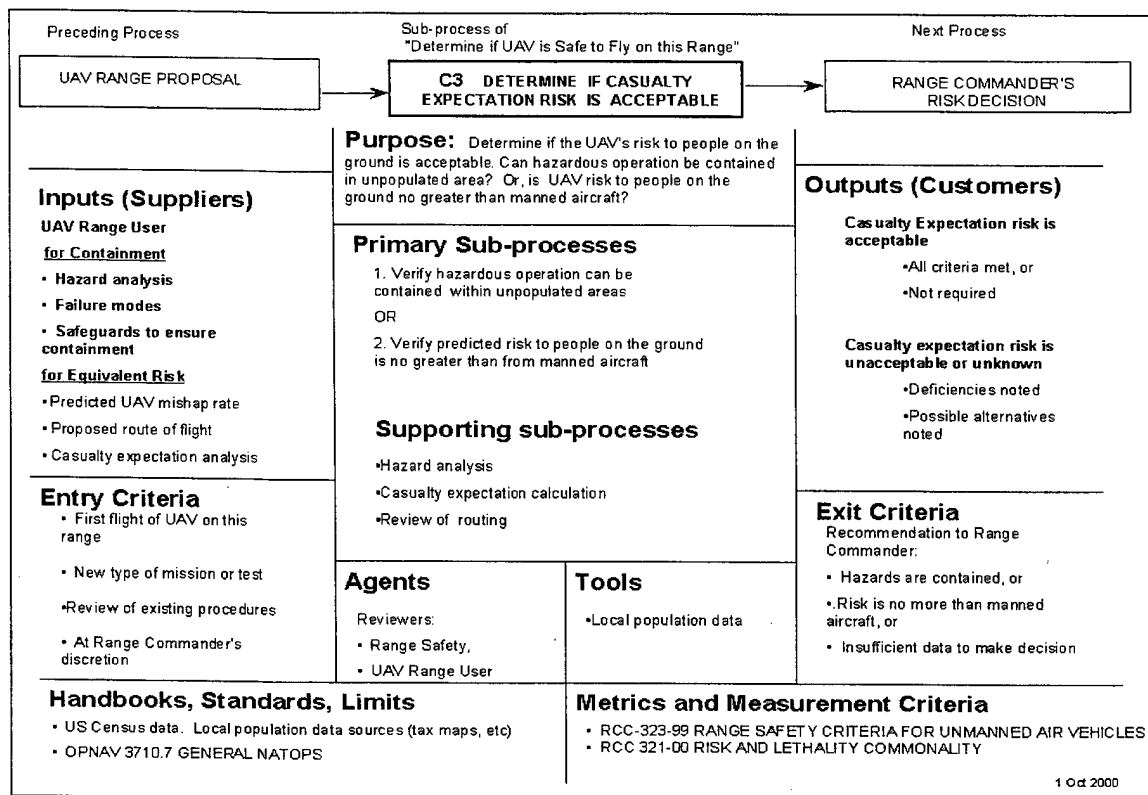 Preceding Process
Sub-process of
"Determine if UAV is Safe to Fly on this Range"
Next Process
UAV RANGE PROPOSAL
C3 DETERMINE IF CASUALTY
EXPECTATION RISK IS ACCEPTABLE
RANGE COMMANDER'S
RISK DECISION
Purpose: Determine if the UAV's risk to people on the
ground is acceptable. Can hazardous operation be contained
in unpopulated area? Or, is UAV risk to people on the
ground no greater than manned aircraft?
Inputs (Suppliers)
UAV Range User
for Containment
• Hazard analysis
• Failure modes
• Safeguards to ensure
containment
for Equivalent Risk
•Predicted UAV mishap rate
•Proposed route of flight
•Casualty expectation analysis
Primary Sub-processes
1. Verify hazardous operation can be
contained within unpopulated areas
OR
2. Verify predicted risk to people on the ground
is no greater than from manned aircraft
Supporting sub-processes
•Hazard analysis
•Casualty expectation calculation
•Review of routing
Outputs (Customers)
Casualty Expectation risk is
acceptable
•All criteria met, or
•Not required
Casualty expectation risk is
unacceptable or unknown
•Deficiencies noted
•Possible alternatives
noted
Entry Criteria
• First flight of UAV on this
range
• New type of mission or test
•Review of existing procedures
• At Range Commander's
discretion
Agents
Reviewers:
• Range Safety,
• UAV Range User
Tools
•Local population data
Exit Criteria
Recommendation to Range
Commander:
• Hazards are contained, or
•.Risk is no more than manned
aircraft, or
• Insufficient data to make decision
Handbooks, Standards, Limits
• US Census data. Local population data sources (tax maps, etc)
• OPNAV 3710.7 GENERAL NATOPS
Metrics and Measurement Criteria
• RCC-323-99 RANGE SAFETY CRITERIA FOR UNMANNED AIR VEHICLES
• RCC 321-00 RISK AND LETHALITY COMMONALITY
1 Oct 2000